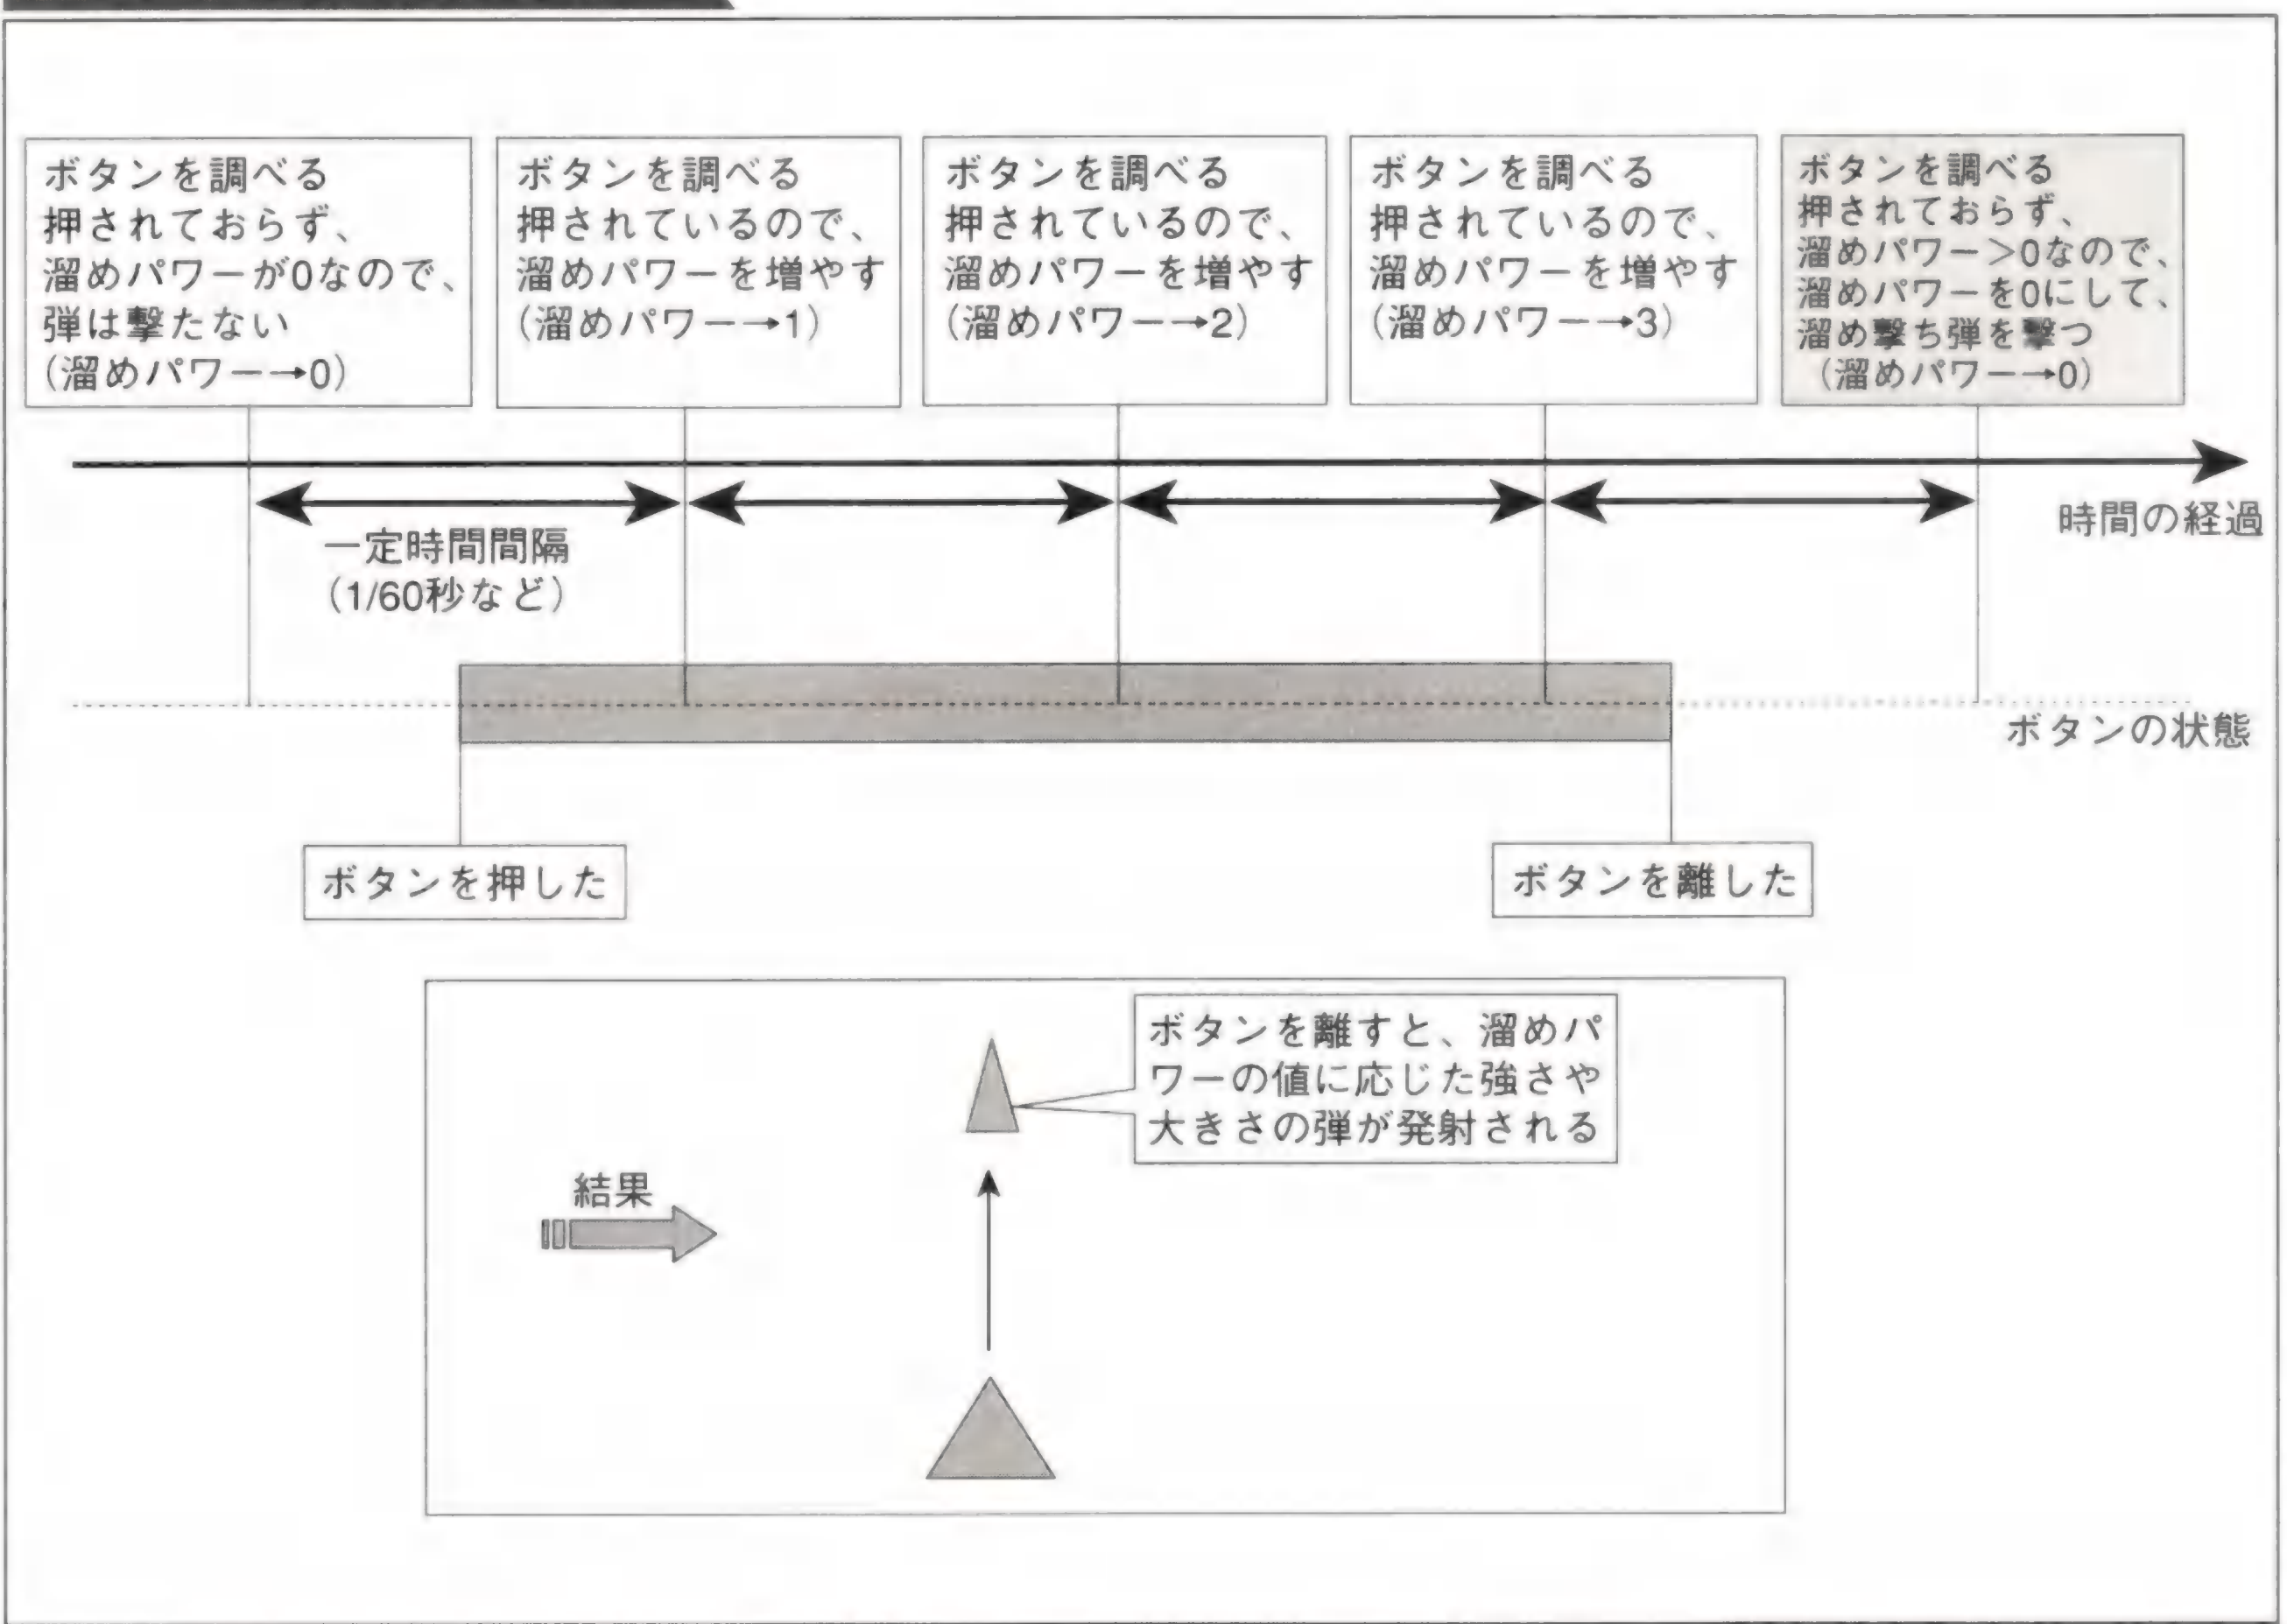 ボタンを調べる
押されておらず、
溜めパワーが0なので、
弾は撃たない
(溜めパワー→0)
ボタンを調べる
押されているので、
溜めパワーを増やす
(溜めパワー→1)
ボタンを調べる
押されているので、
溜めパワーを増やす
(溜めパワー→2)
ボタンを調べる
押されているので、
溜めパワーを増やす
(溜めパワー→3)
ボタンを調べる
押されておらず、
溜めパワー>0なので、
溜めパワーを0にして、
溜め撃ち弾を撃つ
(溜めパワー→0)
時間の経過
一定時間間隔
(1/60秒など)
ボタンの状態
ボタンを押した
ボタンを離した
ボタンを離すと、溜めパ
ワーの値に応じた強さや
大きさの弾が発射される
結果